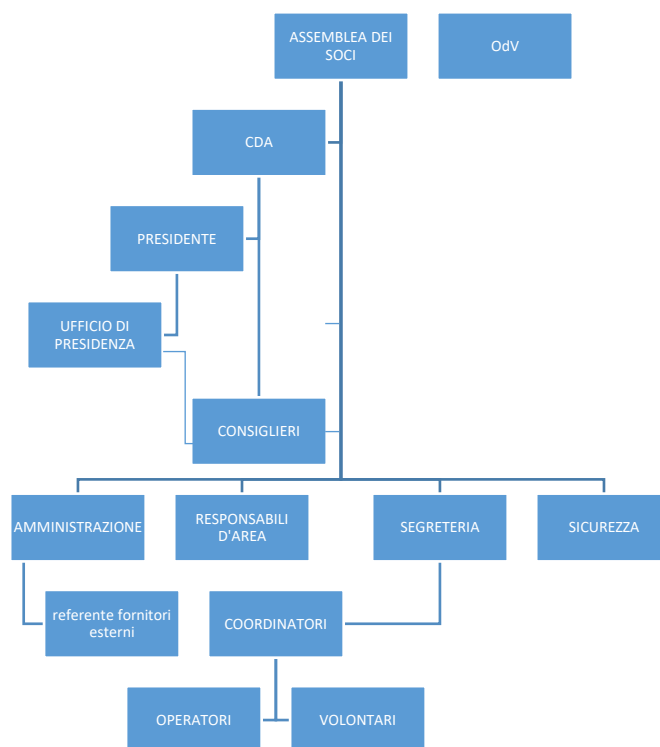 ASSEMBLEA DEI
SOCI
OdV
CDA
PRESIDENTE
UFFICIO DI
PRESIDENZA
CONSIGLIERI
AMMINISTRAZIONE
RESPONSABILI
D'AREA
SEGRETERIA
SICUREZZA
referente fornitori
esterni
COORDINATORI
OPERATORI
VOLONTARI